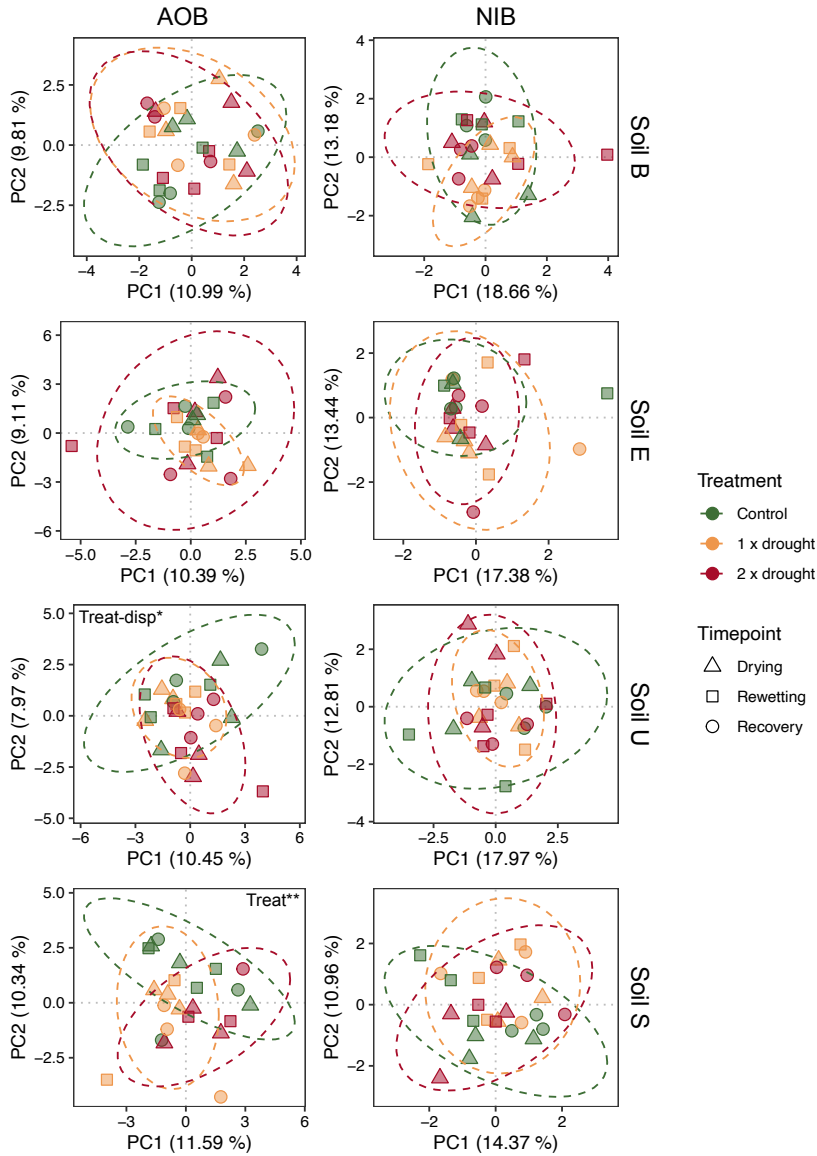 AOB
NIB
2.5
0.0
−2.5
−4
−2
0
2
4
PC1 (10.99 %)
PC2 (9.81 %)
4
2
0
−2
−2
0
2
4
PC1 (18.66 %)
PC2 (13.18 %)
Soil B
6
3
0
−3
−6
−5.0
−2.5
0.0
2.5
5.0
PC1 (10.39 %)
PC2 (9.11 %)
2
0
−2
−2
0
2
PC1 (17.38 %)
PC2 (13.44 %)
Soil E
Treat-disp*
5.0
2.5
0.0
−2.5
−5.0
−6
−3
0
3
6
PC1 (10.45 %)
PC2 (7.97 %)
2
0
−2
−4
−2.5
0.0
2.5
PC1 (17.97 %)
PC2 (12.81 %)
Soil U
Treat**
5.0
2.5
0.0
−2.5
−3
0
3
6
PC1 (11.59 %)
PC2 (10.34 %)
2
0
−2
−2
0
2
PC1 (14.37 %)
PC2 (10.96 %)
Soil S
Treatment
Control
1 x drought
2 x drought
Timepoint
Drying
Rewetting
Recovery